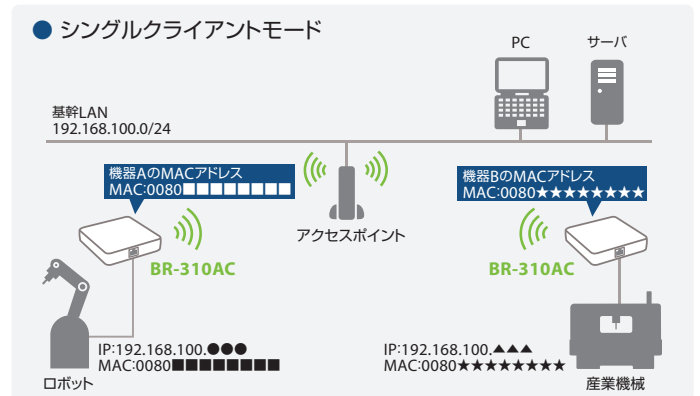 ● シングルクライアントモード
PC
サーバ
基幹LAN
192.168.100.0/24
機器AのMACアドレス
MAC:0080■■■■■■■■
機器BのMACアドレス
MAC:0080★★★★★★★★
アクセスポイント
BR-310AC
BR-310AC
IP:192.168.100.●●●
MAC:0080■■■■■■■■
ロボット
IP:192.168.100.▲▲▲
MAC:0080★★★★★★★★
産業機械